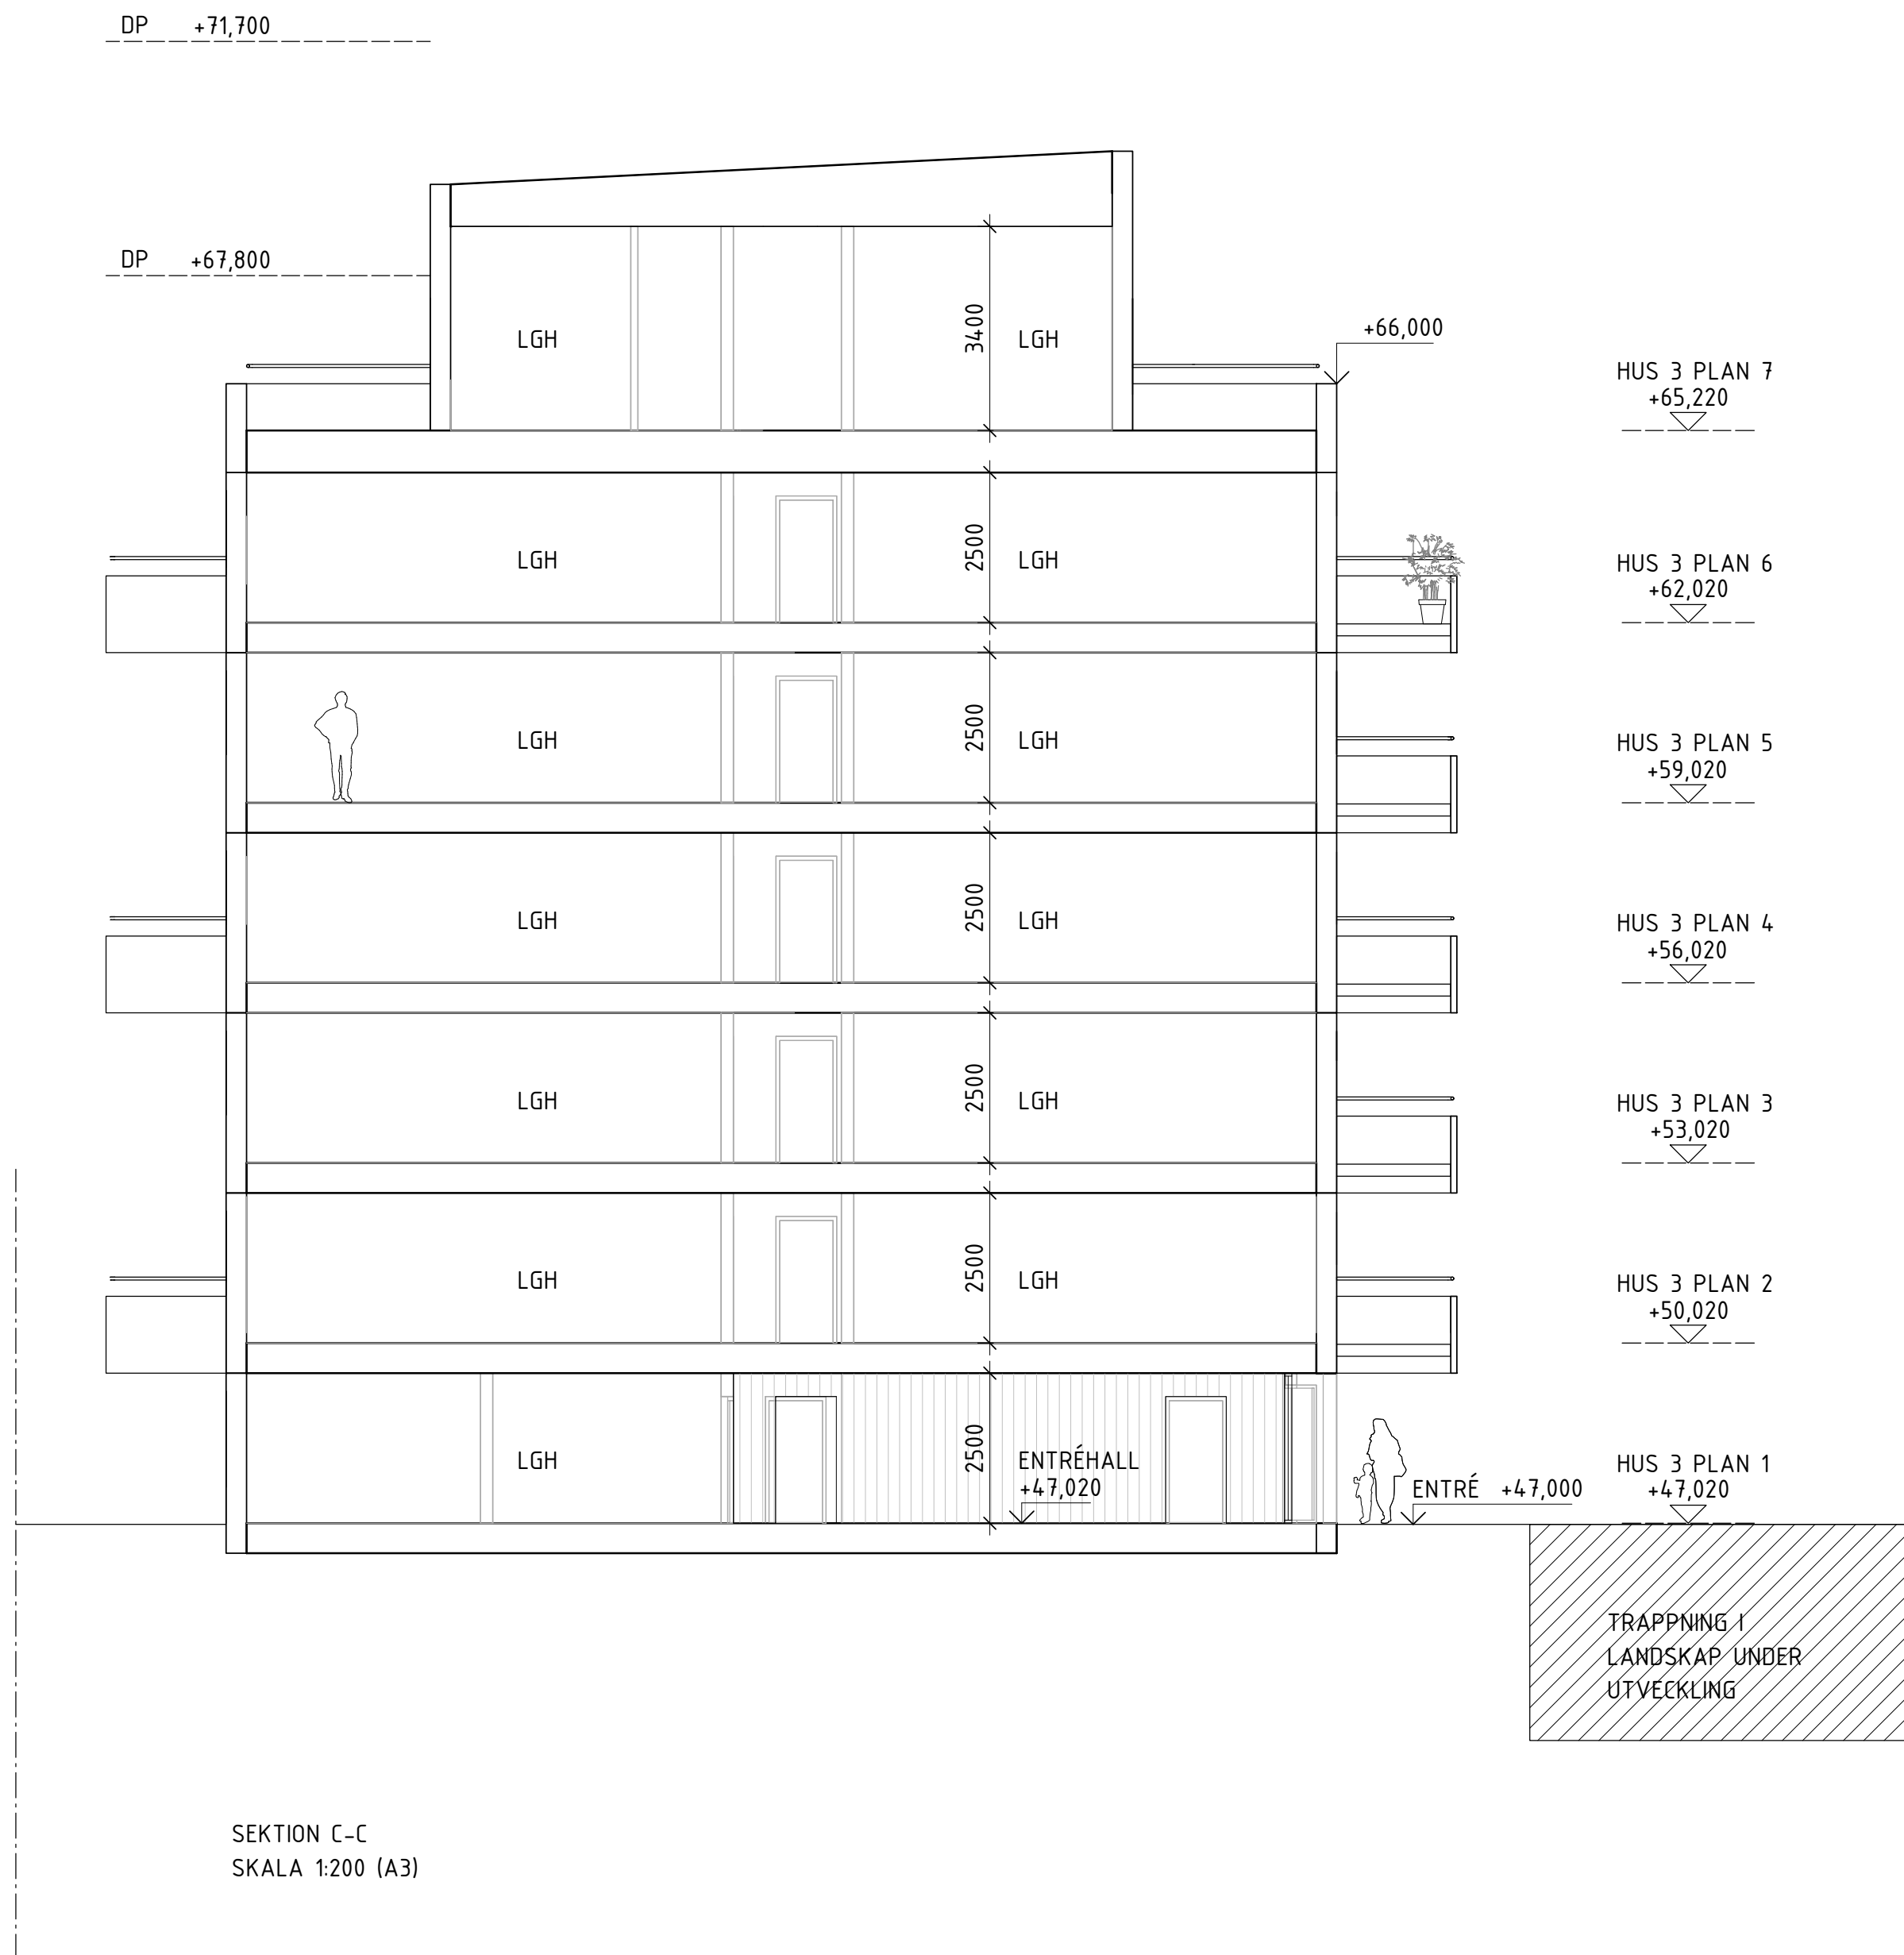 DP +71,700
DP +67,800
+66,000
LGH 3400 LGH
HUS 3 PLAN 7
+65,220
LGH 2500 LGH
HUS 3 PLAN 6
+62,020
LGH 2500 LGH
HUS 3 PLAN 5
+59,020
LGH 2500 LGH
HUS 3 PLAN 4
+56,020
LGH 2500 LGH
HUS 3 PLAN 3
+53,020
LGH 2500 LGH
HUS 3 PLAN 2
+50,020
LGH 2500 ENTRÉHALL
+47,020
ENTRÉ +47,000
HUS 3 PLAN 1
+47,020
TRAPPNING I
LANDSKAP UNDER
UTVECKLING
SEKTION C-C
SKALA 1:200 (A3)